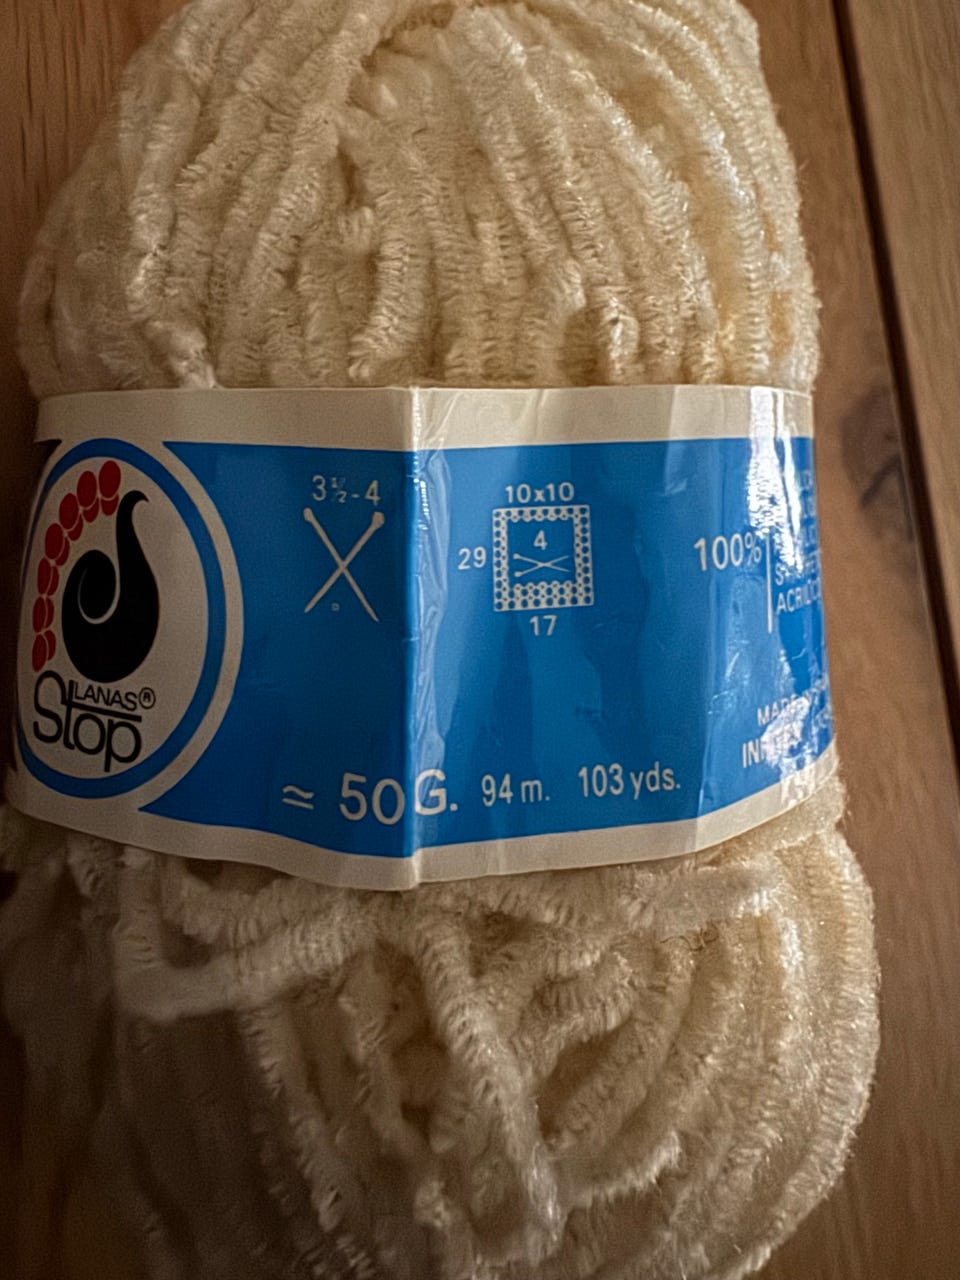 3½-4
10x10
29
4
17
100%
LANAS®
Stop
≃ 50G. 94 m. 103 yds.